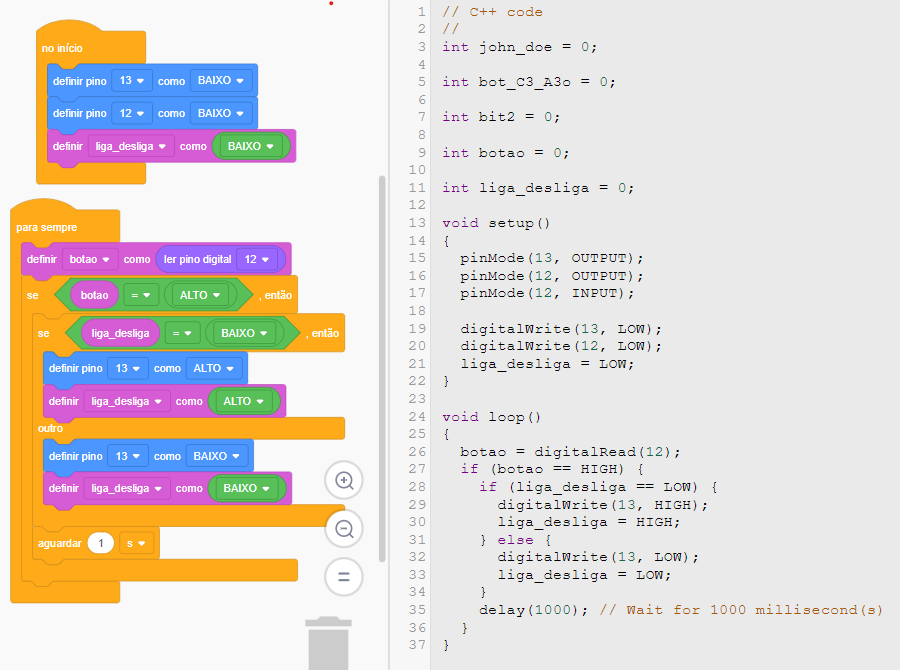 no início
definir pino 13 como BAIXO
definir pino 12 como BAIXO
definir liga_desliga como BAIXO
para sempre
definir botao como ler pino digital 12
se botao = ALTO , então
se liga_desliga = BAIXO , então
definir pino 13 como ALTO
definir liga_desliga como ALTO
outro
definir pino 13 como BAIXO
definir liga_desliga como BAIXO
aguardar 1 s
1 // C++ code
2 //
3 int john_doe = 0;
4
5 int bot_C3_A3o = 0;
6
7 int bit2 = 0;
8
9 int botao = 0;
10
11 int liga_desliga = 0;
12
13 void setup()
14 {
15 pinMode(13, OUTPUT);
16 pinMode(12, OUTPUT);
17 pinMode(12, INPUT);
18
19 digitalWrite(13, LOW);
20 digitalWrite(12, LOW);
21 liga_desliga = LOW;
22 }
23
24 void loop()
25 {
26 botao = digitalRead(12);
27 if (botao == HIGH) {
28 if (liga_desliga == LOW) {
29 digitalWrite(13, HIGH);
30 liga_desliga = HIGH;
31 } else {
32 digitalWrite(13, LOW);
33 liga_desliga = LOW;
34 }
35 delay(1000); // Wait for 1000 millisecond(s)
36 }
37 }